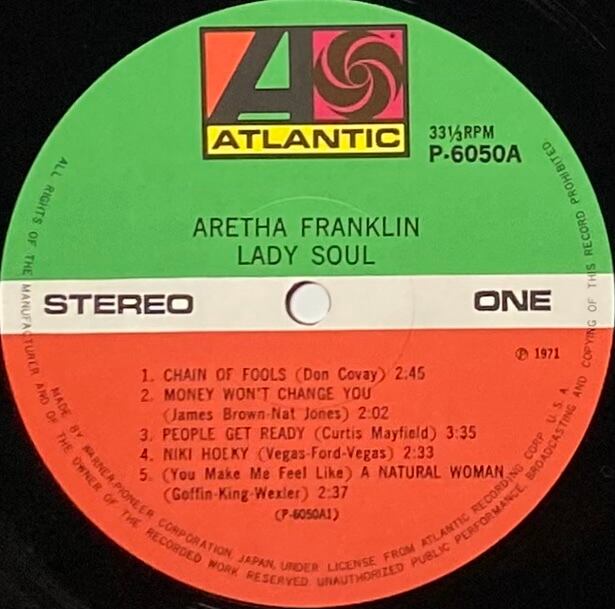 ATLANTIC
33⅓RPM
P-6050A
ARETHA FRANKLIN
LADY SOUL
STEREO
ONE
℗ 1971
1. CHAIN OF FOOLS (Don Covay) 2:45
2. MONEY WON'T CHANGE YOU
(James Brown-Nat Jones) 2:02
3. PEOPLE GET READY (Curtis Mayfield) 3:35
4. NIKI HOEKY (Vegas-Ford-Vegas) 2:33
5. (You Make Me Feel Like) A NATURAL WOMAN
(Goffin-King-Wexler) 2:37
(P-6050A1)
MADE BY WARNER-PIONEER CORPORATION, JAPAN, UNDER LICENSE FROM ATLANTIC RECORDING CORP. U. S. A.
ALL RIGHTS OF THE MANUFACTURER AND OF THE OWNER OF THE RECORDED WORK RESERVED. UNAUTHORIZED PUBLIC PERFORMANCE, BROADCASTING AND COPYING OF THIS RECORD PROHIBITED.